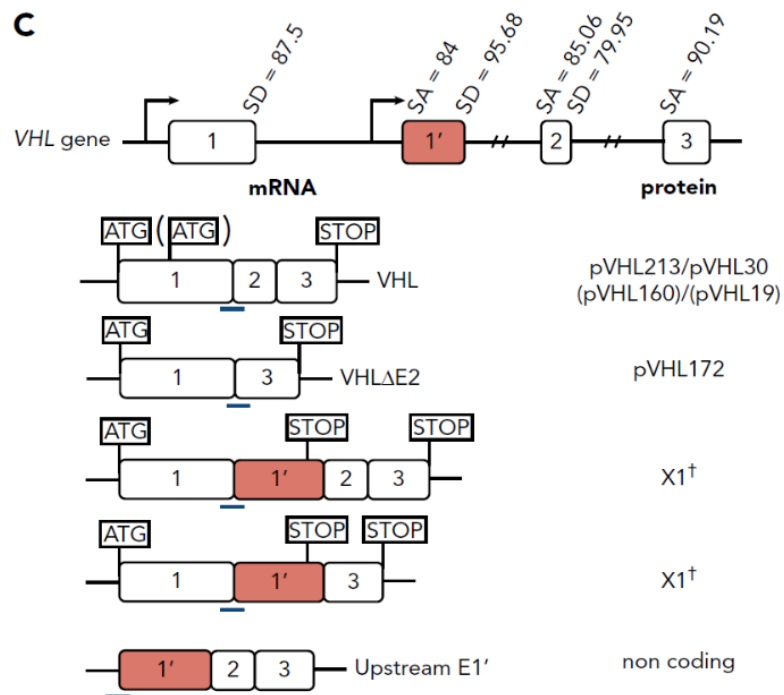 C
SD = 87.5
SA = 84
SD = 95.68
SA = 85.06
SD = 79.95
SA = 90.19
VHL gene
1
1'
2
3
mRNA
protein
ATG
(ATG)
STOP
1
2
3
VHL
pVHL213/pVHL30
(pVHL160)/(pVHL19)
ATG
STOP
1
3
VHLΔE2
pVHL172
ATG
STOP
STOP
1
1'
2
3
X1†
ATG
STOP
STOP
1
1'
3
X1†
1'
2
3
Upstream E1'
non coding